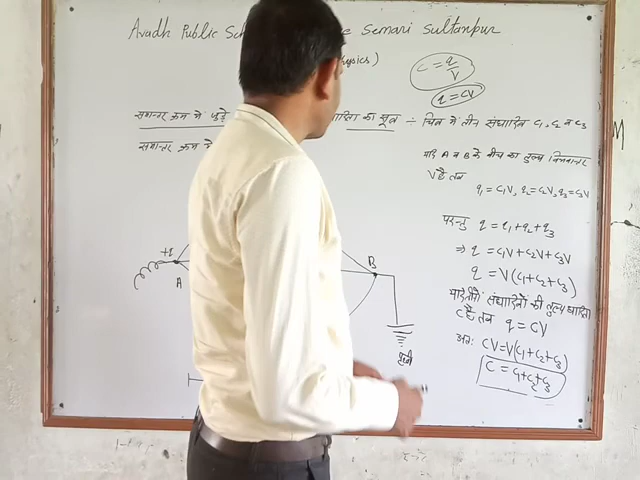 Avadh Public Sch e Semari Sultanpur
hysics)
C = q/V
q = CV
समान्तर क्रम में जुड़े रिता का सूत्र ÷ चित्र में तीन संधारित्र C₁, C₂ व C₃
समान्तर क्रम में
यदि A व B के बीच का तुल्य विभवान्तर
V है तब
q₁ = C₁V, q₂ = C₂V, q₃ = C₃V
परन्तु q = q₁+q₂+q₃
⇒ q = C₁V + C₂V + C₃V
q = V(C₁+C₂+C₃)
संधारित्रों की तुल्य धारिता
C है तब q = CV
अतः CV = V(C₁+C₂+C₃)
C = C₁+C₂+C₃
+q
A
B
पृथ्वी
M